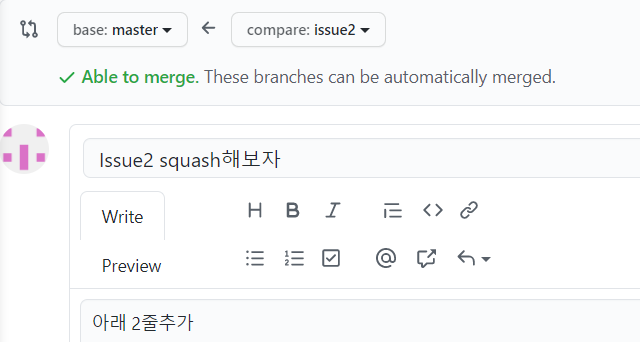 base: master
compare: issue2
Able to merge. These branches can be automatically merged.
Issue2 squash해보자
Write
H B I
Preview
아래 2줄추가